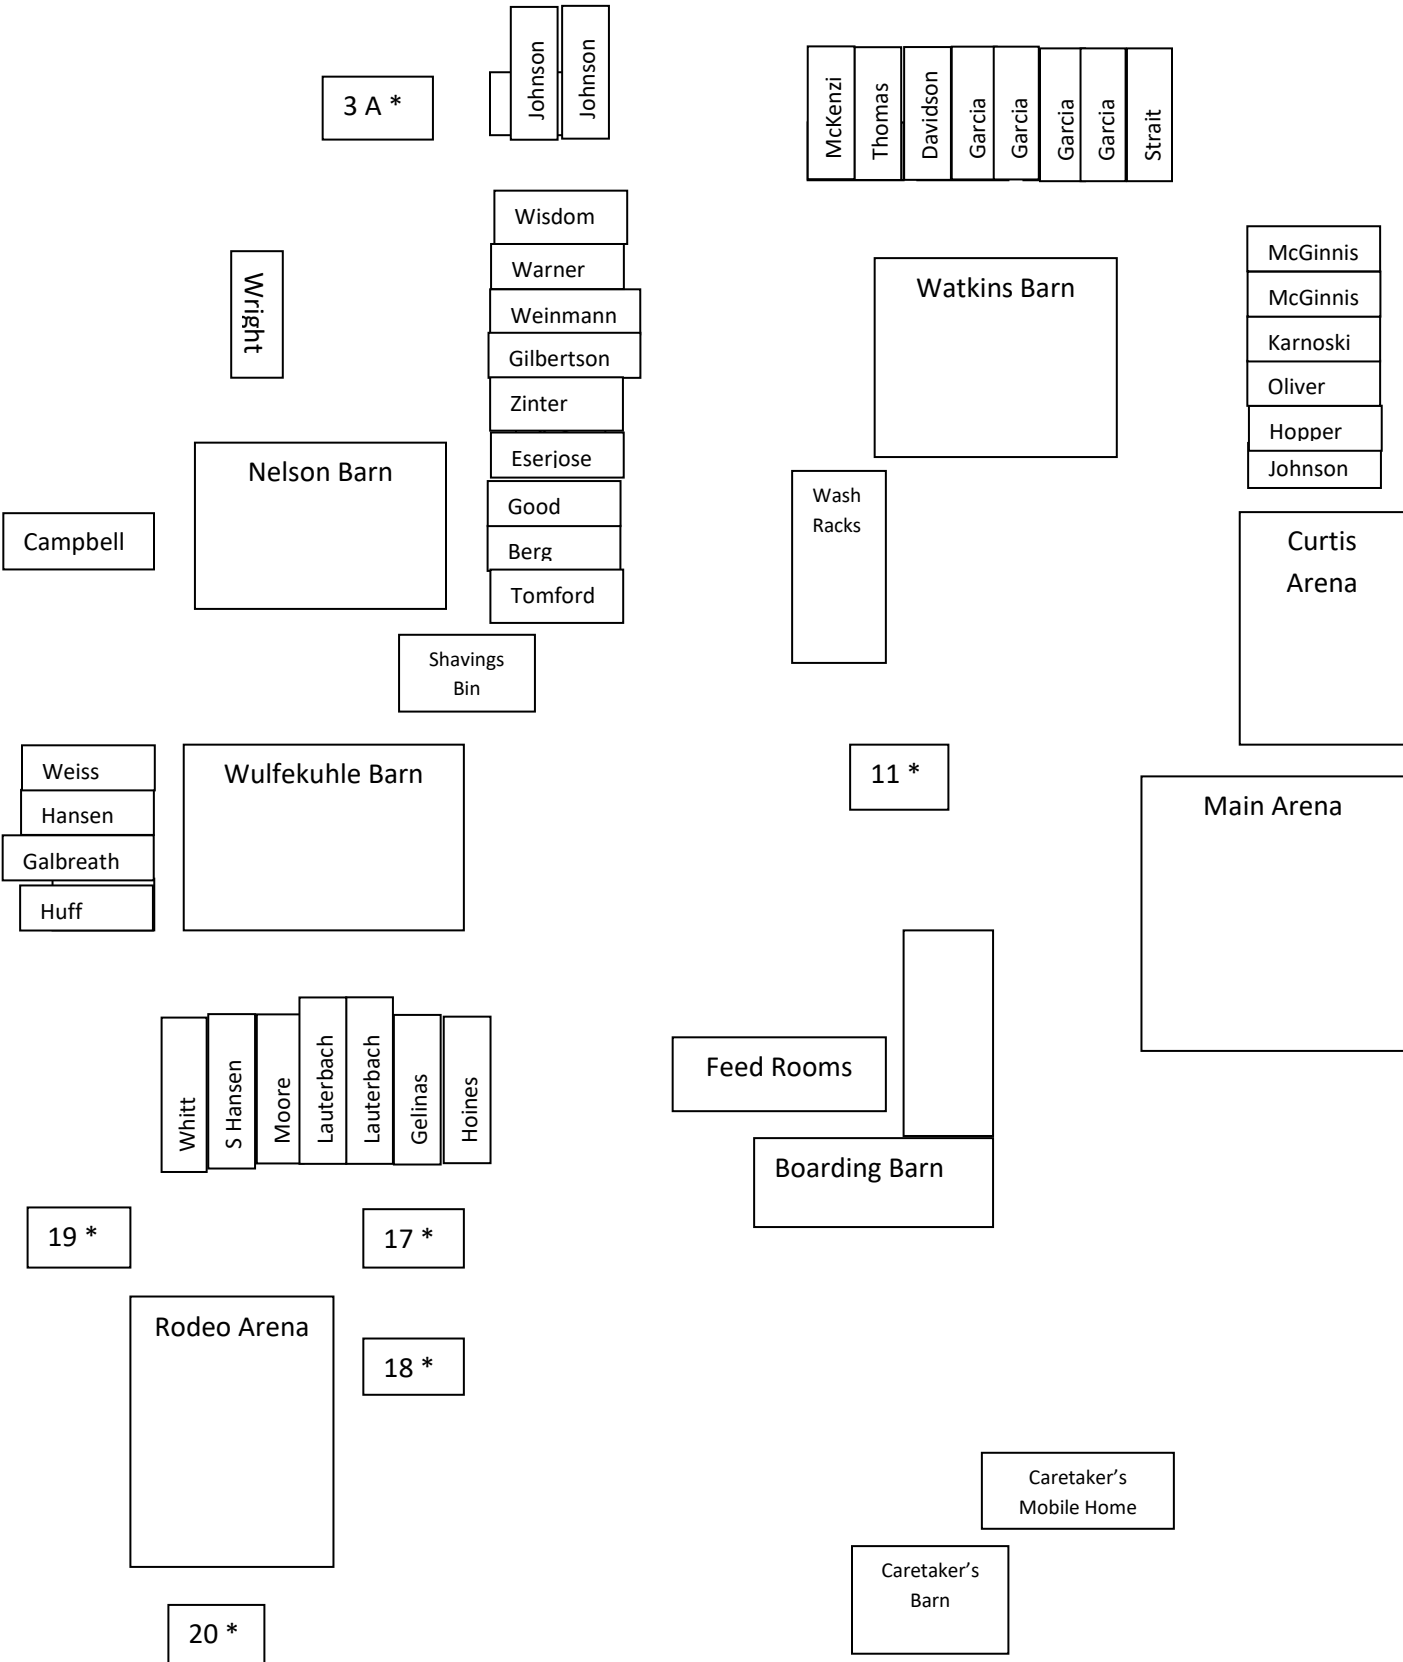 3 A *
Johnson
Johnson
McKenzi
Thomas
Davidson
Garcia
Garcia
Garcia
Garcia
Strait
Wisdom
Warner
Weinmann
Gilbertson
Zinter
Eserjose
Good
Berg
Tomford
Wright
Watkins Barn
McGinnis
McGinnis
Karnoski
Oliver
Hopper
Johnson
Nelson Barn
Campbell
Wash
Racks
Curtis
Arena
Shavings
Bin
Weiss
Hansen
Galbreath
Huff
Wulfekuhle Barn
11 *
Main Arena
Whitt
S Hansen
Moore
Lauterbach
Lauterbach
Gelinas
Hoines
Feed Rooms
Boarding Barn
19 *
17 *
Rodeo Arena
18 *
Caretaker’s
Mobile Home
Caretaker’s
Barn
20 *